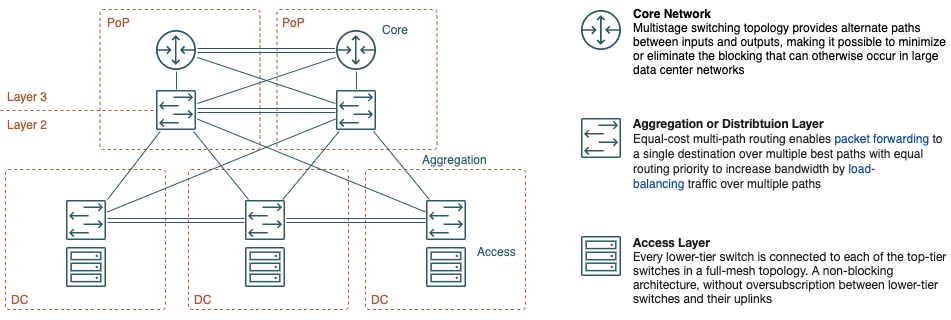 PoP
PoP
Core
Layer 3
Layer 2
Aggregation
Access
DC
DC
DC
Core Network
Multistage switching topology provides alternate paths
between inputs and outputs, making it possible to minimize
or eliminate the blocking that can otherwise occur in large
data center networks
Aggregation or Distribtuion Layer
Equal-cost multi-path routing enables packet forwarding to
a single destination over multiple best paths with equal
routing priority to increase bandwidth by load-
balancing traffic over multiple paths
Access Layer
Every lower-tier switch is connected to each of the top-tier
switches in a full-mesh topology. A non-blocking
architecture, without oversubscription between lower-tier
switches and their uplinks